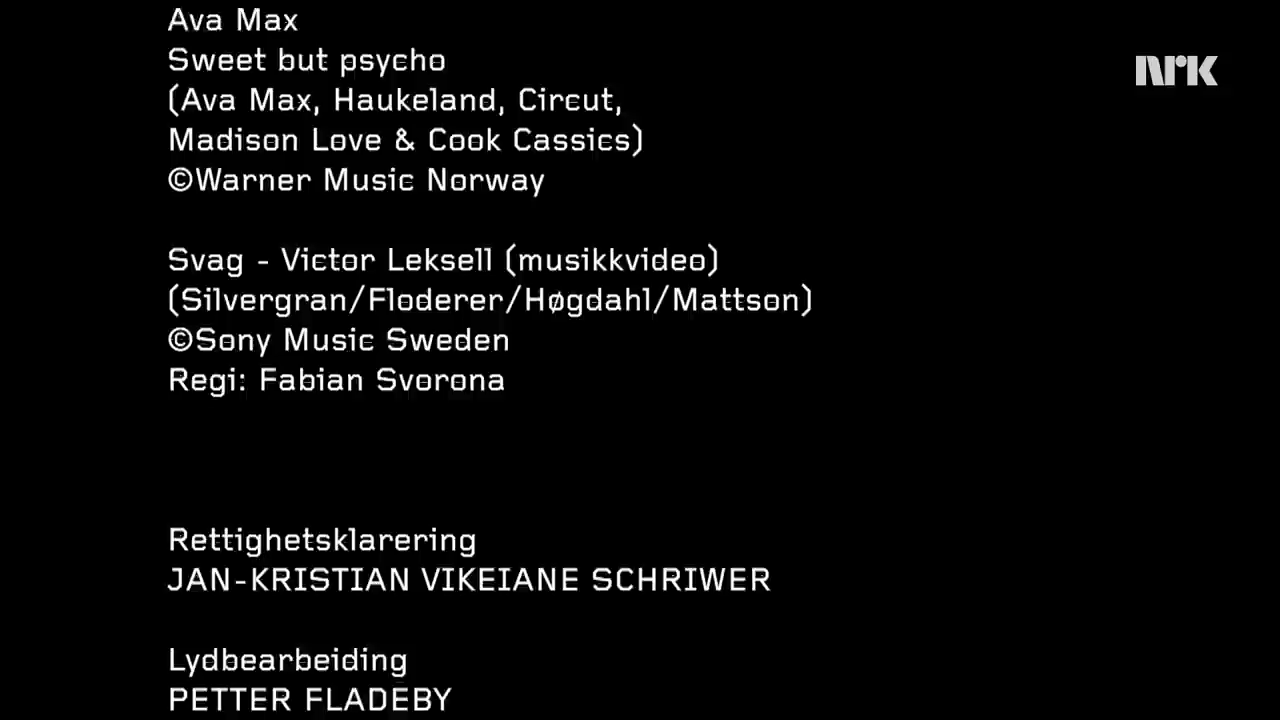 Ava Max
Sweet but psycho
(Ava Max, Haukeland, Circut,
Madison Love & Cook Cassics)
©Warner Music Norway
Svag - Victor Leksell (musikkvideo)
(Silvergran/Floderer/Høgdahl/Mattson)
©Sony Music Sweden
Regi: Fabian Svorona
Rettighetsklarering
JAN-KRISTIAN VIKEIANE SCHRIWER
Lydbearbeiding
PETTER FLADEBY
NRK